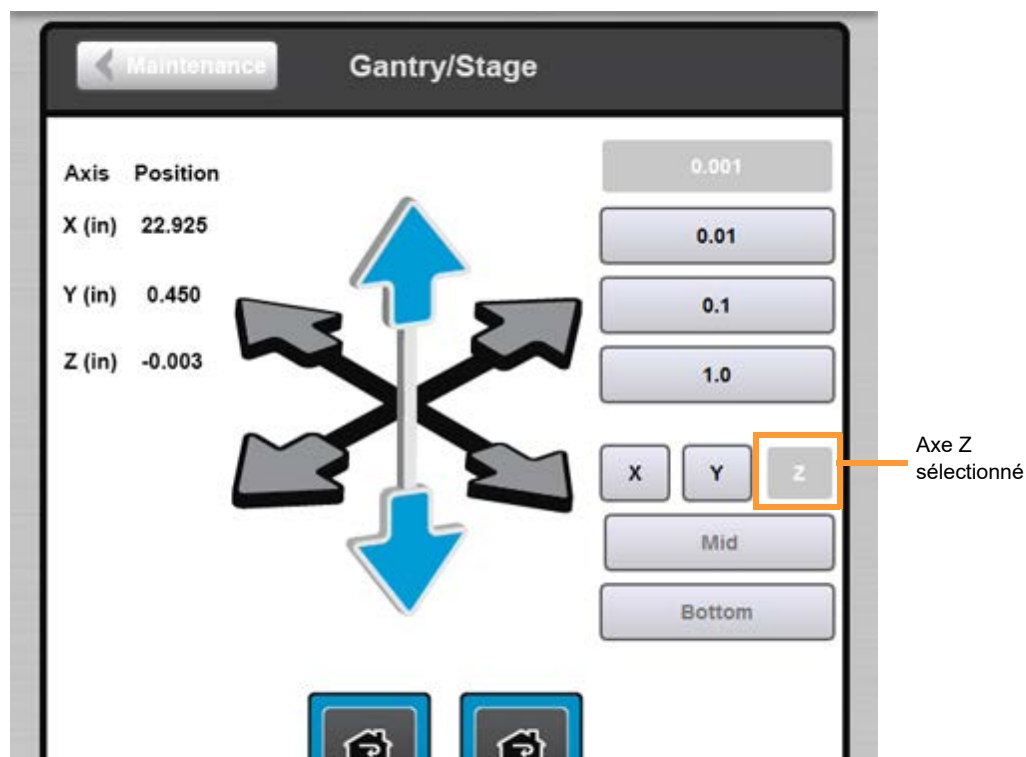 Maintenance
Gantry/Stage
Axis Position
X (in) 22.925
Y (in) 0.450
Z (in) -0.003
0.001
0.01
0.1
1.0
X Y Z
Mid
Bottom
Axe Z
sélectionné